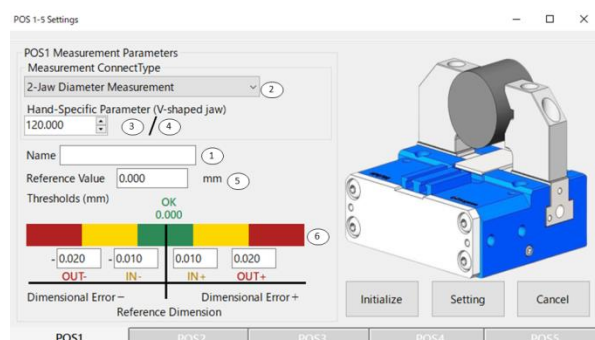 POS 1-5 Settings
POS1 Measurement Parameters
Measurement ConnectType
2-Jaw Diameter Measurement 2
Hand-Specific Parameter (V-shaped jaw)
120.000 3 / 4
Name 1
Reference Value 0.000 mm 5
Thresholds (mm) OK
0.000
6
- 0.020 - 0.010 0.010 0.020
OUT- IN- IN+ OUT+
Dimensional Error− Dimensional Error+
Reference Dimension
Initialize Setting Cancel
POS1 POS2 POS3 POS4 POS5